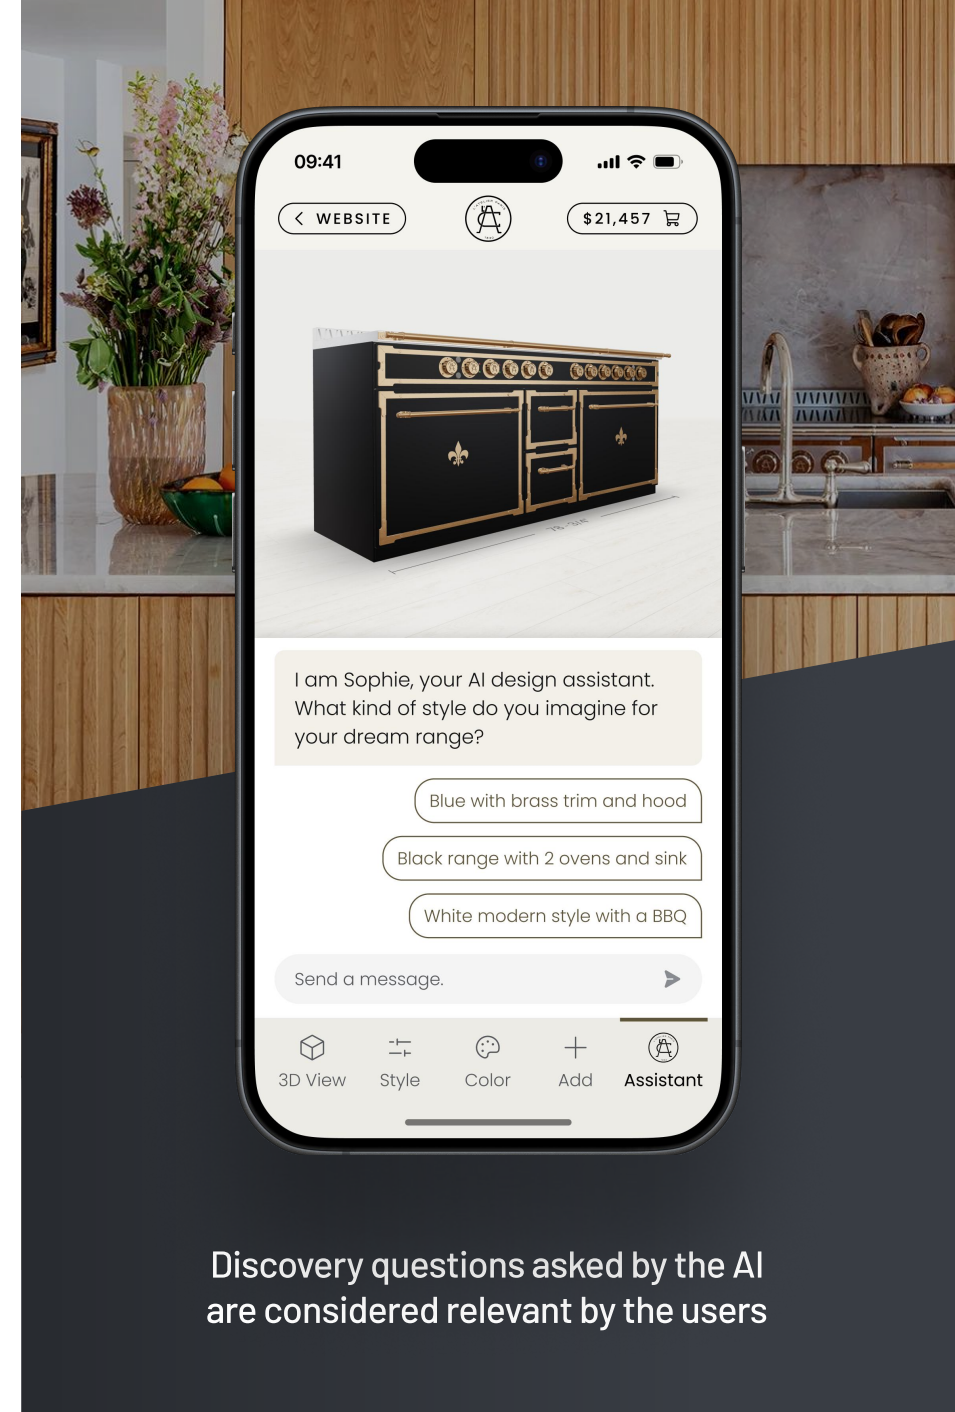 09:41
WEBSITE
$21,457
78-3/4"
I am Sophie, your AI design assistant.
What kind of style do you imagine for
your dream range?
Blue with brass trim and hood
Black range with 2 ovens and sink
White modern style with a BBQ
Send a message.
3D View
Style
Color
Add
Assistant
Discovery questions asked by the AI
are considered relevant by the users